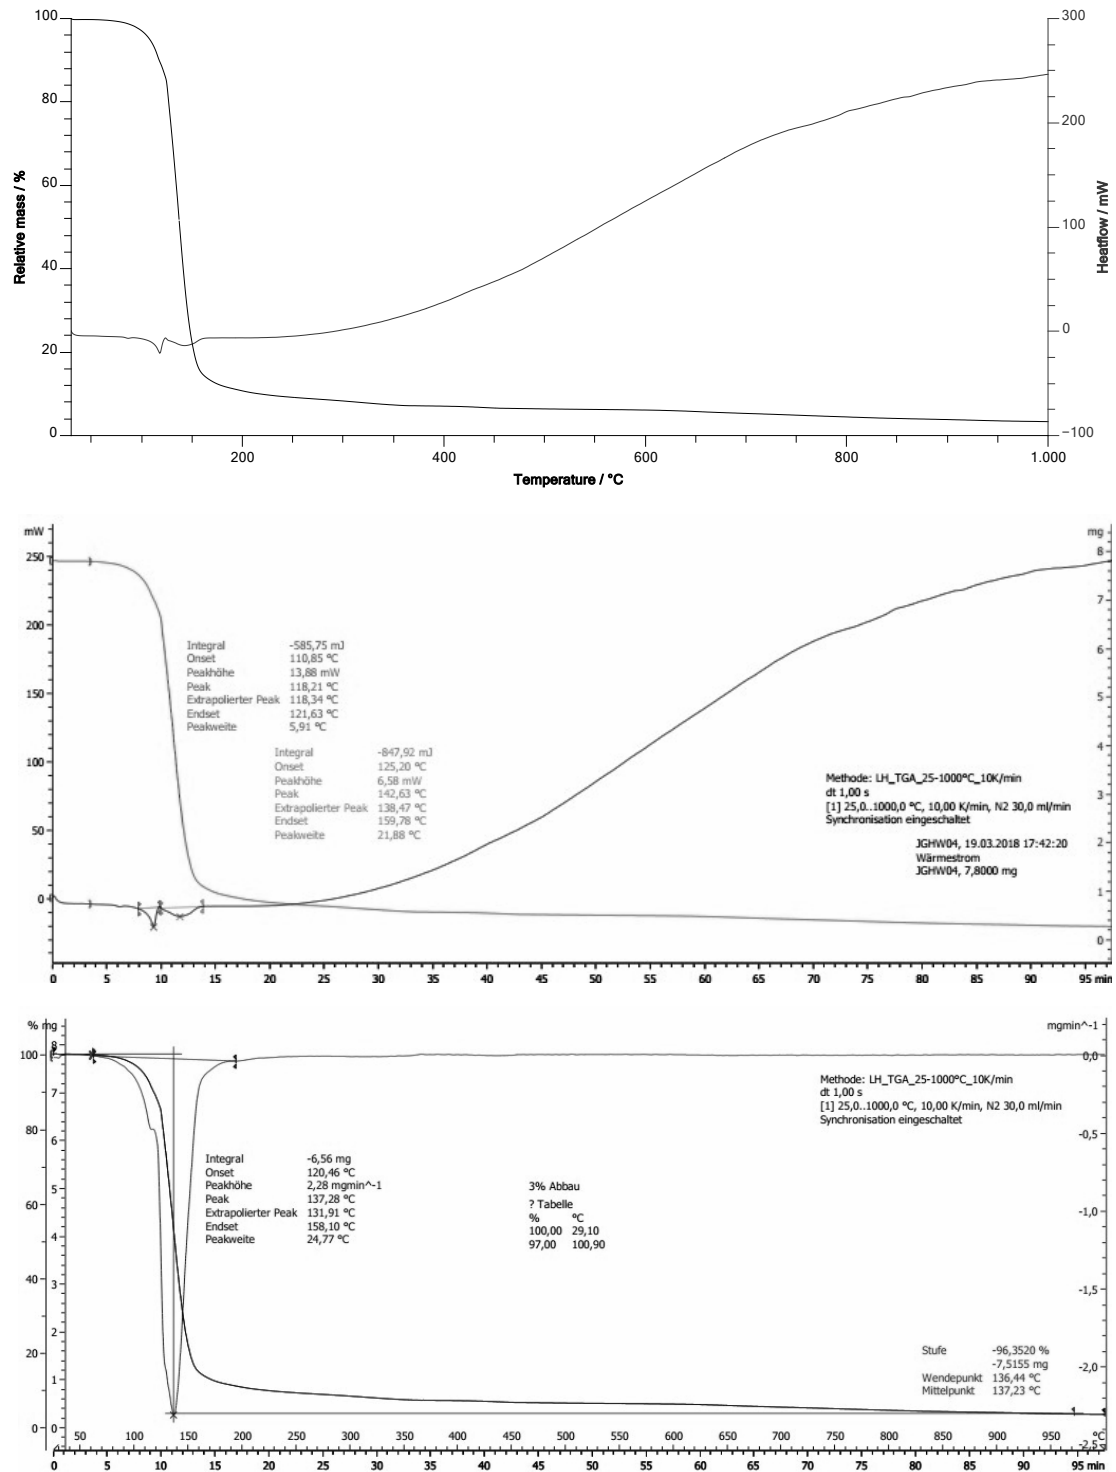 100
80
60
40
20
0
Relative mass / %
200
400
600
800
1.000
Temperature / °C
300
200
100
0
−100
Heatflow / mW
mW
250
200
150
100
50
0
Integral -585,75 mJ
Onset 110,85 °C
Peakhöhe 13,88 mW
Peak 118,21 °C
Extrapolierter Peak 118,34 °C
Endset 121,63 °C
Peakweite 5,91 °C
Integral -847,92 mJ
Onset 125,20 °C
Peakhöhe 6,58 mW
Peak 142,63 °C
Extrapolierter Peak 138,47 °C
Endset 159,78 °C
Peakweite 21,88 °C
Methode: LH_TGA_25-1000°C_10K/min
dt 1,00 s
[1] 25,0..1000,0 °C, 10,00 K/min, N2 30,0 ml/min
Synchronisation eingeschaltet
JGHW04, 19.03.2018 17:42:20
Wärmestrom
JGHW04, 7,8000 mg
mg
8
7
6
5
4
3
2
1
0
0 5 10 15 20 25 30 35 40 45 50 55 60 65 70 75 80 85 90 95 min
% mg
100
80
60
40
20
0
8
7
6
5
4
3
2
1
0
mgmin^-1
0,0
-0,5
-1,0
-1,5
-2,0
-2,5
Methode: LH_TGA_25-1000°C_10K/min
dt 1,00 s
[1] 25,0..1000,0 °C, 10,00 K/min, N2 30,0 ml/min
Synchronisation eingeschaltet
Integral -6,56 mg
Onset 120,46 °C
Peakhöhe 2,28 mgmin^-1
Peak 137,28 °C
Extrapolierter Peak 131,91 °C
Endset 158,10 °C
Peakweite 24,77 °C
3% Abbau
? Tabelle
% °C
100,00 29,10
97,00 100,90
Stufe -96,3520 %
-7,5155 mg
Wendepunkt 136,44 °C
Mittelpunkt 137,23 °C
50 100 150 200 250 300 350 400 450 500 550 600 650 700 750 800 850 900 950 °C
0 5 10 15 20 25 30 35 40 45 50 55 60 65 70 75 80 85 90 95 min